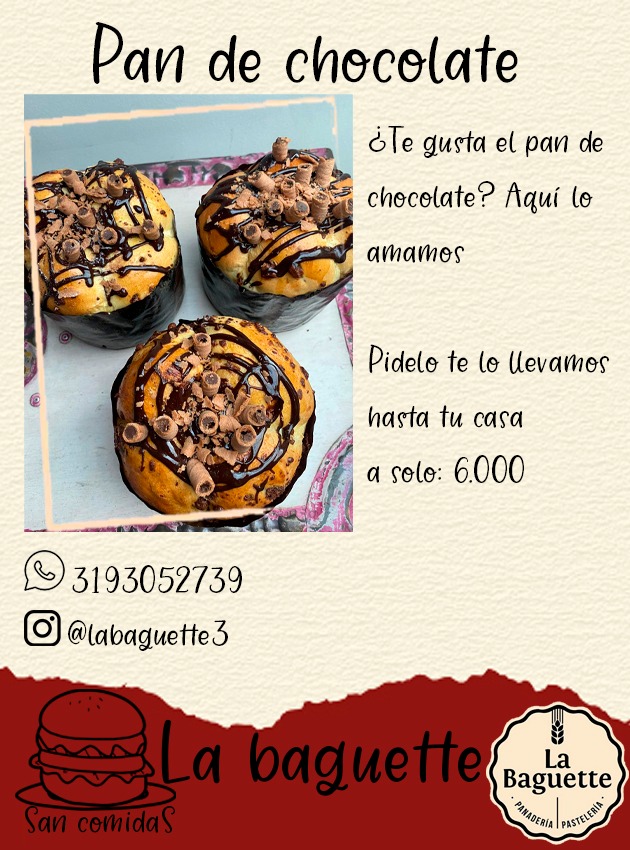 Pan de chocolate
¿Te gusta el pan de
chocolate? Aquí lo
amamos
Pidelo te lo llevamos
hasta tu casa
a solo: 6.000
3193052739
@labaguette3
La baguette
San comidaS
La
Baguette
PANADERÍA | PASTELERÍA